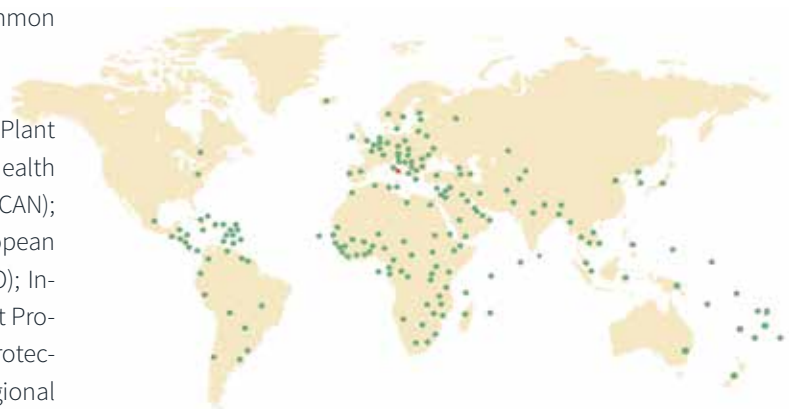 mmon
Plant
ealth
CAN);
opean
O); In-
t Pro-
rotec-
gional